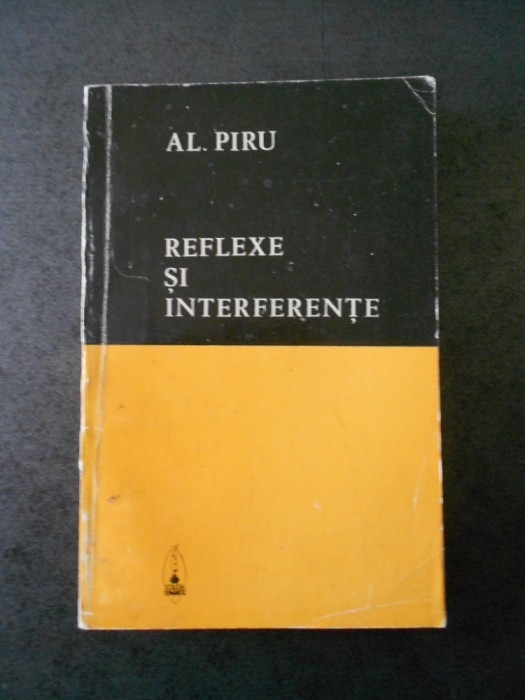 AL. PIRU
REFLEXE
ȘI
INTERFERENȚE